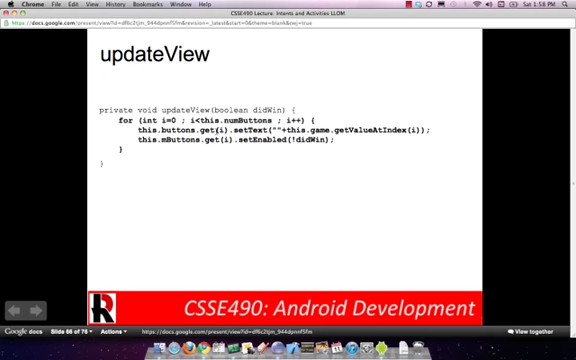 Chrome File Edit View History Bookmarks Window Help
Sat 1:58 PM
CSSE490 Lecture: Intents and Activities LLOM
updateView
private void updateView(boolean didWin) {
for (int i=0 ; i<this.numButtons ; i++) {
this.buttons.get(i).setText(""+this.game.getValueAtIndex(i));
this.mButtons.get(i).setEnabled(!didWin);
}
}
R
CSSE490: Android Development
Google docs Slide 66 of 76 Actions View together